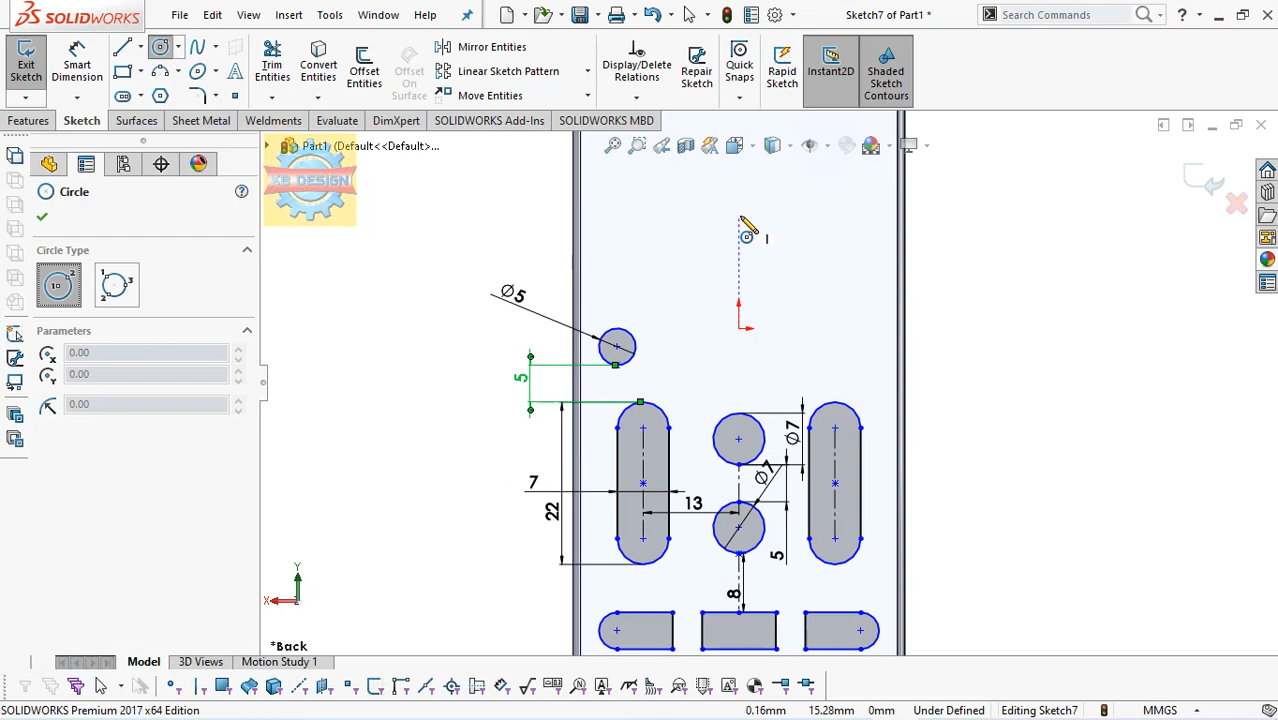 SOLIDWORKS
File Edit View Insert Tools Window Help
Sketch7 of Part1 *
Search Commands
?
Exit Sketch
Smart Dimension
Trim Entities
Convert Entities
Offset Entities
Offset On Surface
Mirror Entities
Linear Sketch Pattern
Move Entities
Display/Delete Relations
Repair Sketch
Quick Snaps
Rapid Sketch
Instant2D
Shaded Sketch Contours
Features Sketch Surfaces Sheet Metal Weldments Evaluate DimXpert SOLIDWORKS Add-Ins SOLIDWORKS MBD
Part1 (Default<<Default>...
Circle
Circle Type
Parameters
0.00
0.00
0.00
Ø5
5
7
22
13
Ø7
Ø7
5
8
Y
X
*Back
Model 3D Views Motion Study 1
SOLIDWORKS Premium 2017 x64 Edition
0.16mm 15.28mm 0mm Under Defined Editing Sketch7 MMGS